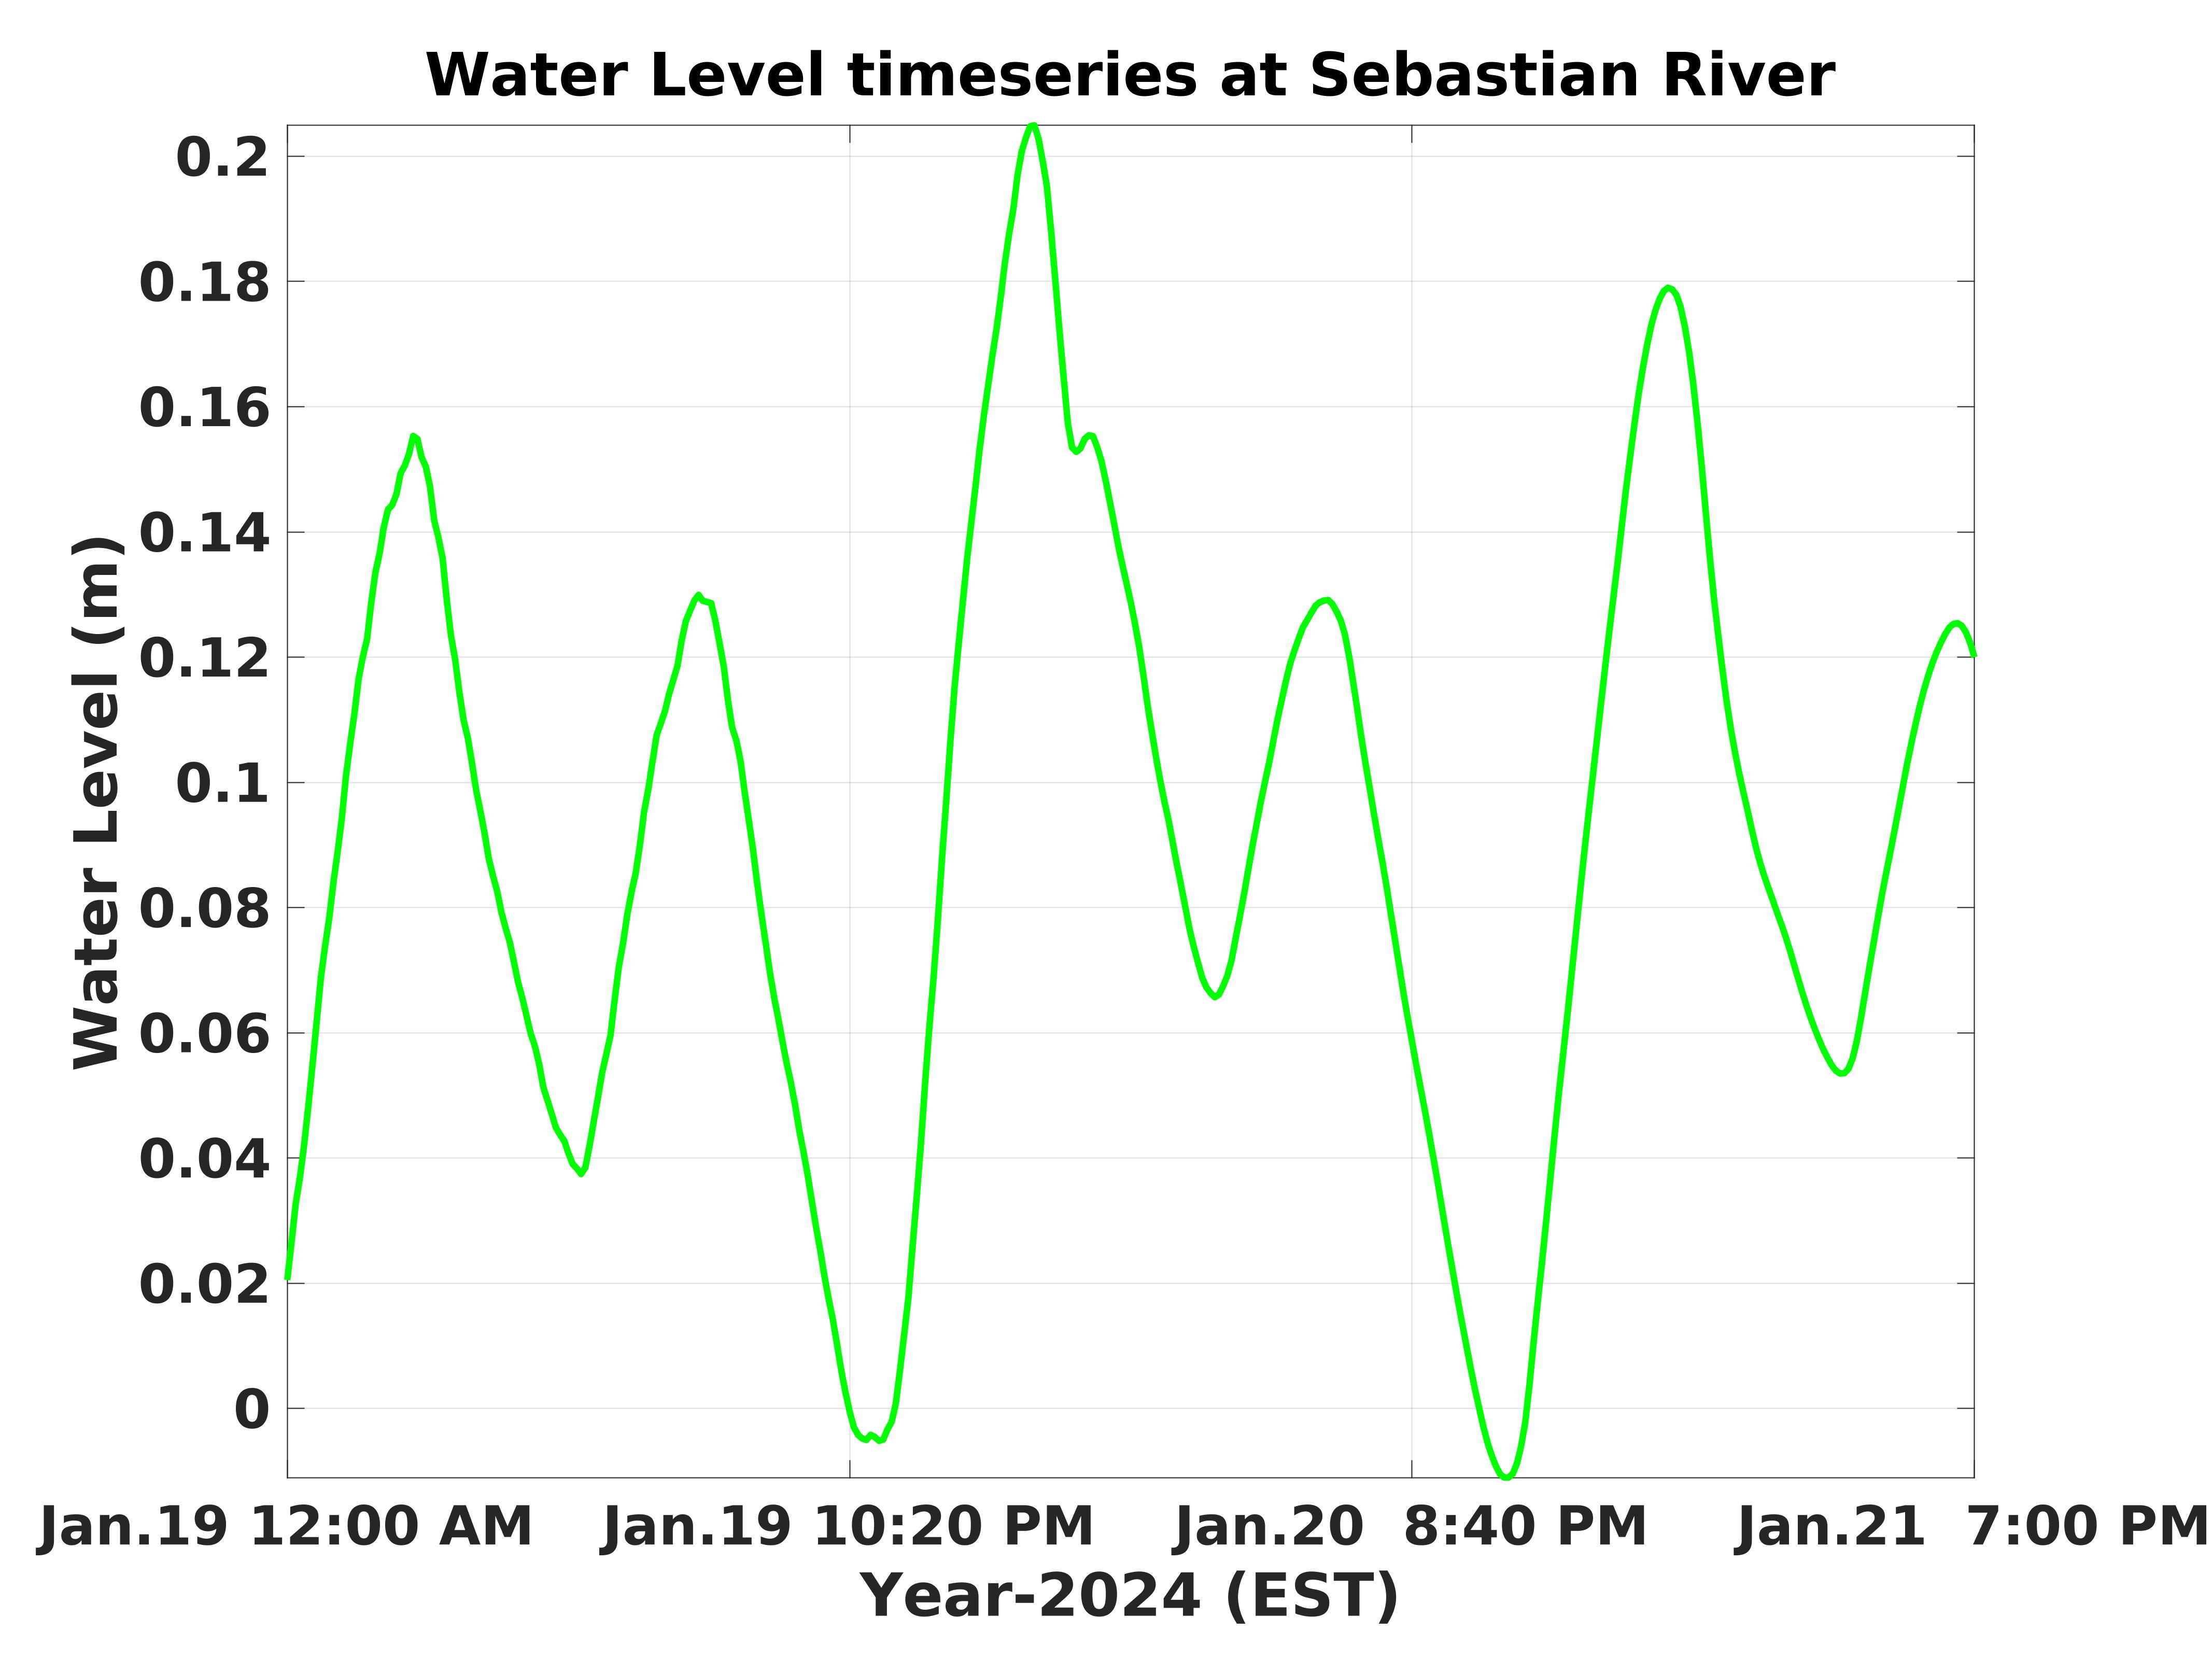 Water Level timeseries at Sebastian River
Water Level (m)
0.2
0.18
0.16
0.14
0.12
0.1
0.08
0.06
0.04
0.02
0
Jan.19 12:00 AM
Jan.19 10:20 PM
Jan.20 8:40 PM
Jan.21 7:00 PM
Year-2024 (EST)